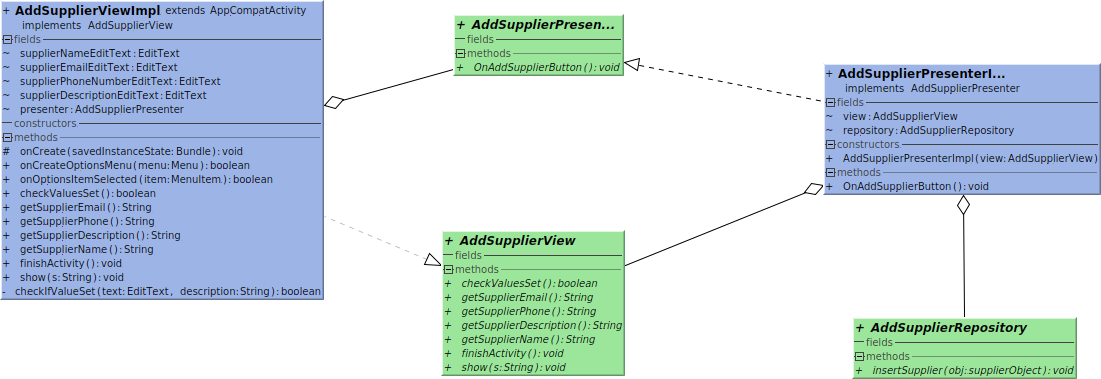 + AddSupplierViewImpl extends AppCompatActivity
implements AddSupplierView
fields
~ supplierNameEditText:EditText
~ supplierEmailEditText:EditText
~ supplierPhoneNumberEditText:EditText
~ supplierDescriptionEditText:EditText
~ presenter:AddSupplierPresenter
constructors
methods
# onCreate(savedInstanceState:Bundle):void
+ onCreateOptionsMenu(menu:Menu):boolean
+ onOptionsItemSelected(item:MenuItem):boolean
+ checkValuesSet():boolean
+ getSupplierEmail():String
+ getSupplierPhone():String
+ getSupplierDescription():String
+ getSupplierName():String
+ finishActivity():void
+ show(s:String):void
- checkIfValueSet(text:EditText, description:String):boolean
+ AddSupplierPresen...
fields
methods
+ OnAddSupplierButton():void
+ AddSupplierPresenterI...
implements AddSupplierPresenter
fields
~ view:AddSupplierView
~ repository:AddSupplierRepository
constructors
+ AddSupplierPresenterImpl(view:AddSupplierView)
methods
+ OnAddSupplierButton():void
+ AddSupplierView
fields
methods
+ checkValuesSet():boolean
+ getSupplierEmail():String
+ getSupplierPhone():String
+ getSupplierDescription():String
+ getSupplierName():String
+ finishActivity():void
+ show(s:String):void
+ AddSupplierRepository
fields
methods
+ insertSupplier(obj:supplierObject):void